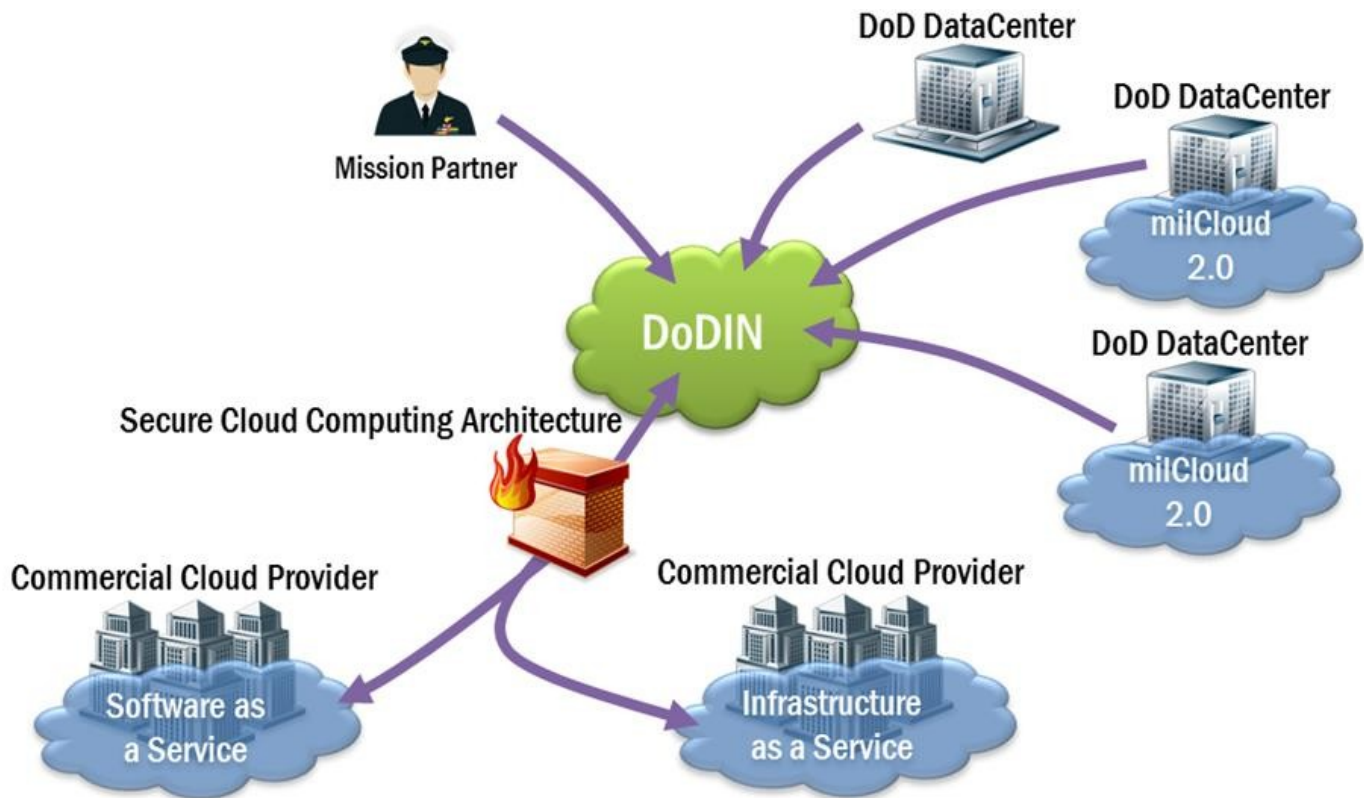 DoD DataCenter
DoD DataCenter
Mission Partner
milCloud
2.0
DoDIN
DoD DataCenter
Secure Cloud Computing Architecture
milCloud
2.0
Commercial Cloud Provider
Commercial Cloud Provider
Software as
a Service
Infrastructure
as a Service